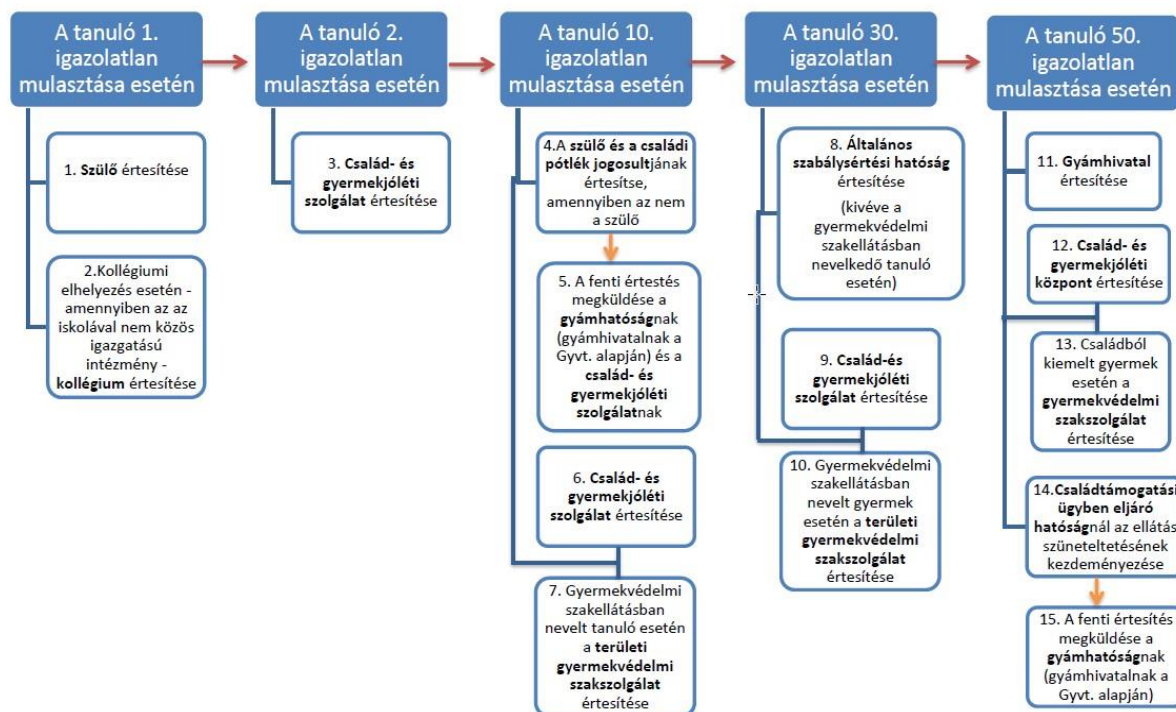 A tanuló 1.
igazolatlan
mulasztása esetén
1. Szülő értesítése
2.Kollégiumi
elhelyezés esetén -
amennyiben az az
iskolával nem közös
igazgatású
intézmény -
kollégium értesítése
A tanuló 2.
igazolatlan
mulasztása esetén
3. Család- és
gyermekjóléti
szolgálat értesítése
A tanuló 10.
igazolatlan
mulasztása esetén
4.A szülő és a családi
pótlék jogosultjának
értesítse,
amennyiben az nem
a szülő
5. A fenti értestés
megküldése a
gyámhatóságnak
(gyámhivatalnak a
Gyvt. alapján) és a
család- és
gyermekjóléti
szolgálatnak
6. Család- és
gyermekjóléti
szolgálat értesítése
7. Gyermekvédelmi
szakellátásban
nevelt tanuló esetén
a területi
gyermekvédelmi
szakszolgálat
értesítése
A tanuló 30.
igazolatlan
mulasztása esetén
8. Általános
szabálysértési hatóság
értesítése
(kivéve a
gyermekvédelmi
szakellátásban
nevelkedő tanuló
esetén)
9. Család-és
gyermekjóléti
szolgálat értesítése
10. Gyermekvédelmi
szakellátásban
nevelt gyermek
esetén a területi
gyermekvédelmi
szakszolgálat
értesítése
A tanuló 50.
igazolatlan
mulasztása esetén
11. Gyámhivatal
értesítése
12. Család- és
gyermekjóléti
központ értesítése
13. Családból
kiemelt gyermek
esetén a
gyermekvédelmi
szakszolgálat
értesítése
14.Családtámogatási
ügyben eljáró
hatóságnál az ellátás
szüneteltetésének
kezdeményezése
15. A fenti értesítés
megküldése a
gyámhatóságnak
(gyámhivatalnak a
Gyvt. alapján)